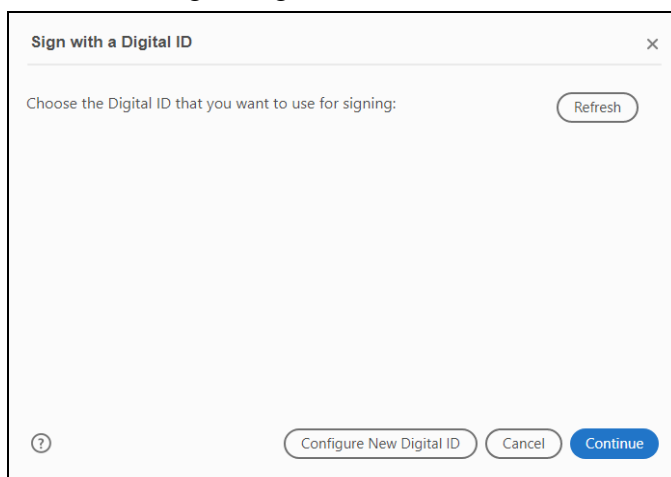 Sign with a Digital ID
Choose the Digital ID that you want to use for signing:
Refresh
Configure New Digital ID
Cancel
Continue